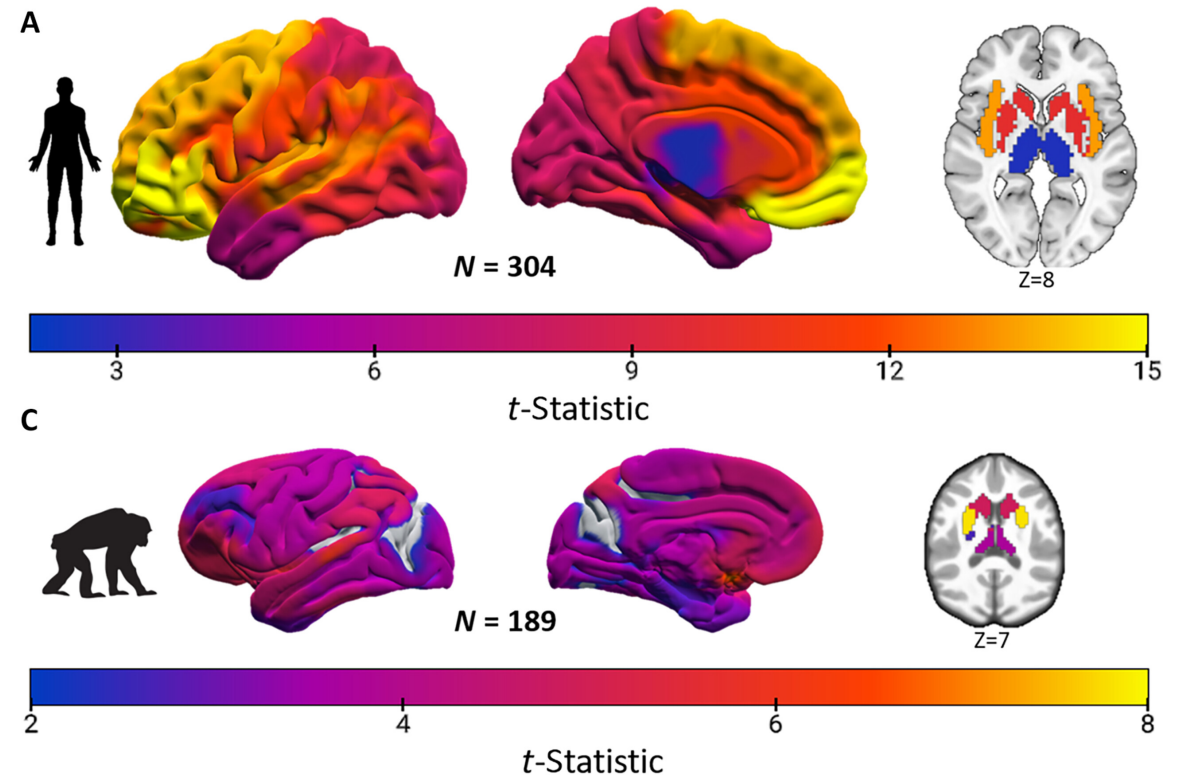 A
N = 304
Z=8
3 6 9 12 15
t-Statistic
C
N = 189
Z=7
2 4 6 8
t-Statistic